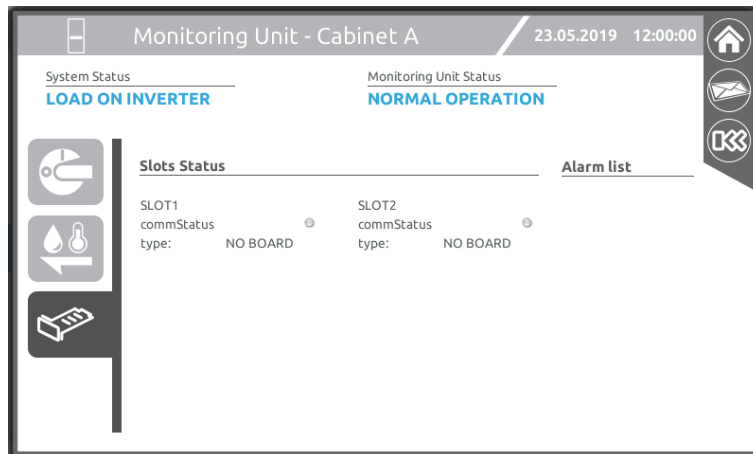 Monitoring Unit - Cabinet A 23.05.2019 12:00:00
System Status Monitoring Unit Status
LOAD ON INVERTER NORMAL OPERATION
Slots Status Alarm list
SLOT1 SLOT2
commStatus commStatus
type: NO BOARD type: NO BOARD